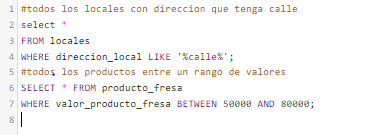 1 #todos los locales con direccion que tenga calle
2 select *
3 FROM locales
4 WHERE direccion_local LIKE '%calle%';
5 #todos los productos entre un rango de valores
6 SELECT * FROM producto_fresa
7 WHERE valor_producto_fresa BETWEEN 50000 AND 80000;
8